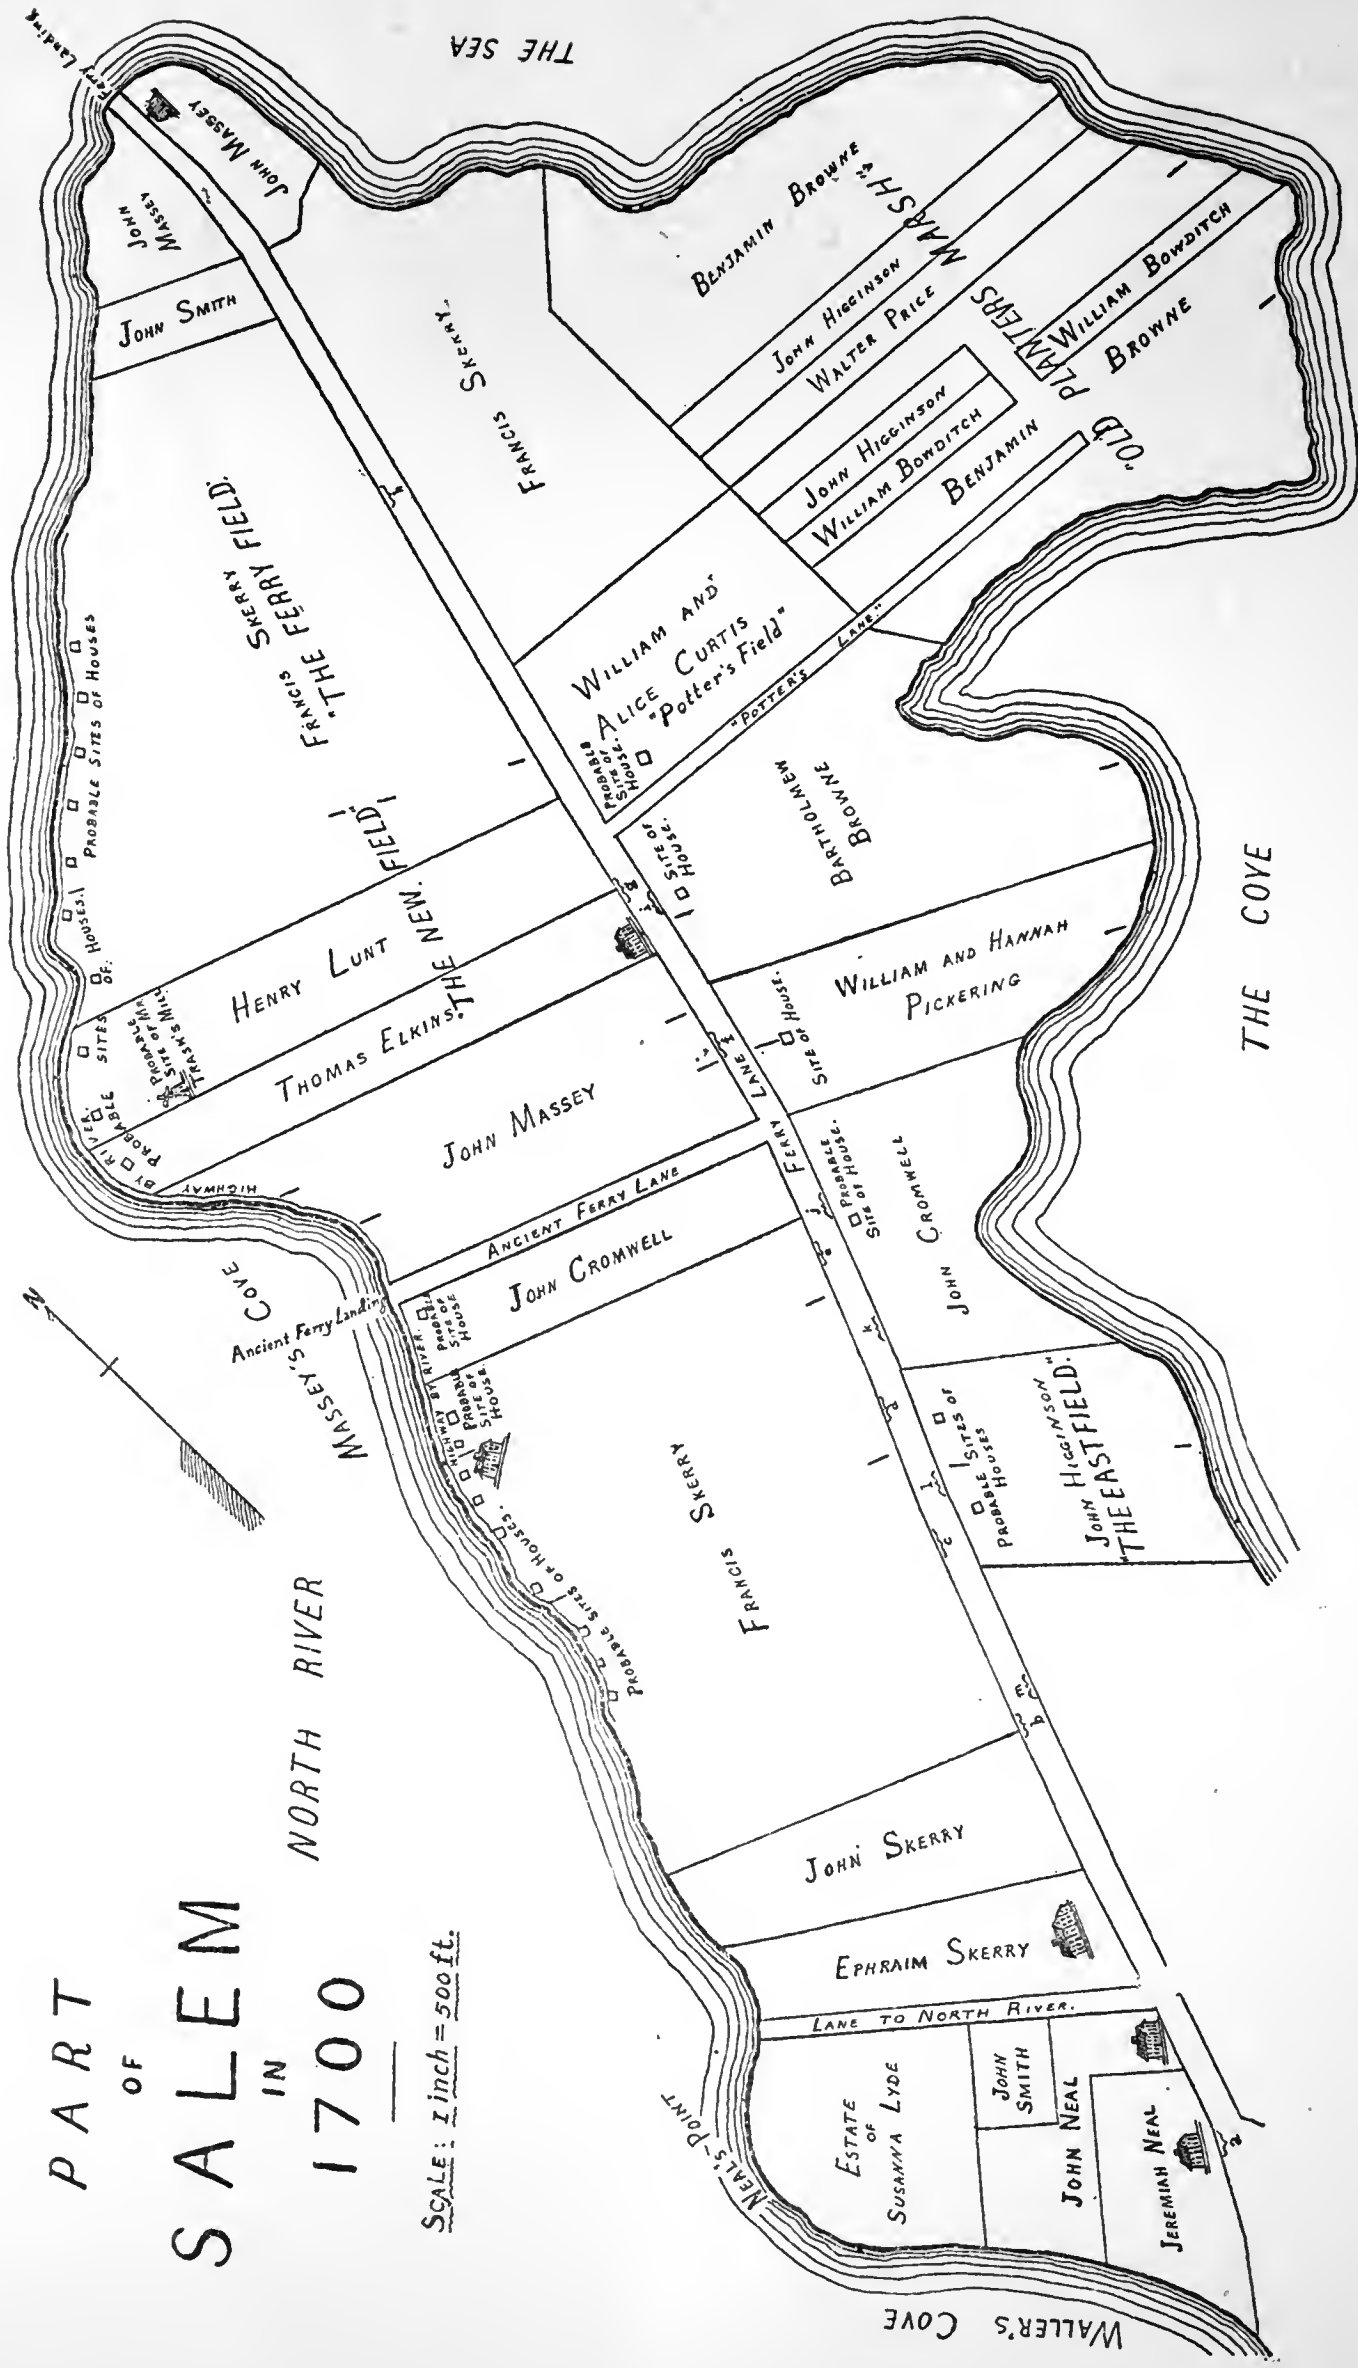 PART
OF
SALEM
IN
1700
SCALE: 1 inch = 500 ft.
NORTH RIVER
N
WALLER'S COVE
NEAL'S POINT
ESTATE
OF
SUSANNA LYDE
JOHN
SMITH
JOHN NEAL
JEREMIAH NEAL
a
LANE TO NORTH RIVER.
EPHRAIM SKERRY
JOHN SKERRY
b
m
FRANCIS SKERRY
PROBABLE SITES OF HOUSES.
c
l
d
k
e
j
HIGHWAY BY RIVER.
PROBABLE
SITE OF
HOUSE.
PROBABLE
SITE OF
HOUSE
JOHN CROMWELL
MASSEY'S COVE
Ancient Ferry Landing
ANCIENT FERRY LANE
JOHN MASSEY
HIGHWAY
BY RIVER.
PROBABLE SITES OF HOUSES.
THOMAS ELKINS.
PROBABLE
SITE OF MR
TRASK'S MILL
HENRY LUNT
"THE NEW FIELD"
PROBABLE SITES OF HOUSES
FRANCIS SKERRY
"THE FERRY FIELD."
JOHN SMITH
JOHN
MASSEY
JOHN MASSEY
Ferry Landing
THE SEA
FERRY LANE
f
g
i
FRANCIS SKERRY
WILLIAM AND
ALICE CURTIS
"Potter's Field"
PROBABLE
SITE OF
HOUSE.
"POTTER'S LANE."
BENJAMIN BROWNE
JOHN HIGGINSON
WALTER PRICE
JOHN HIGGINSON
WILLIAM BOWDITCH
BENJAMIN BROWNE
WILLIAM BOWDITCH
"OLD PLANTERS MARSH"
SITE OF
HOUSE.
BARTHOLMEW
BROWNE
SITE OF HOUSE.
WILLIAM AND HANNAH
PICKERING
PROBABLE
SITE OF HOUSE.
JOHN CROMWELL
PROBABLE SITES OF
HOUSES
JOHN HIGGINSON
"THE EAST FIELD."
THE COVE